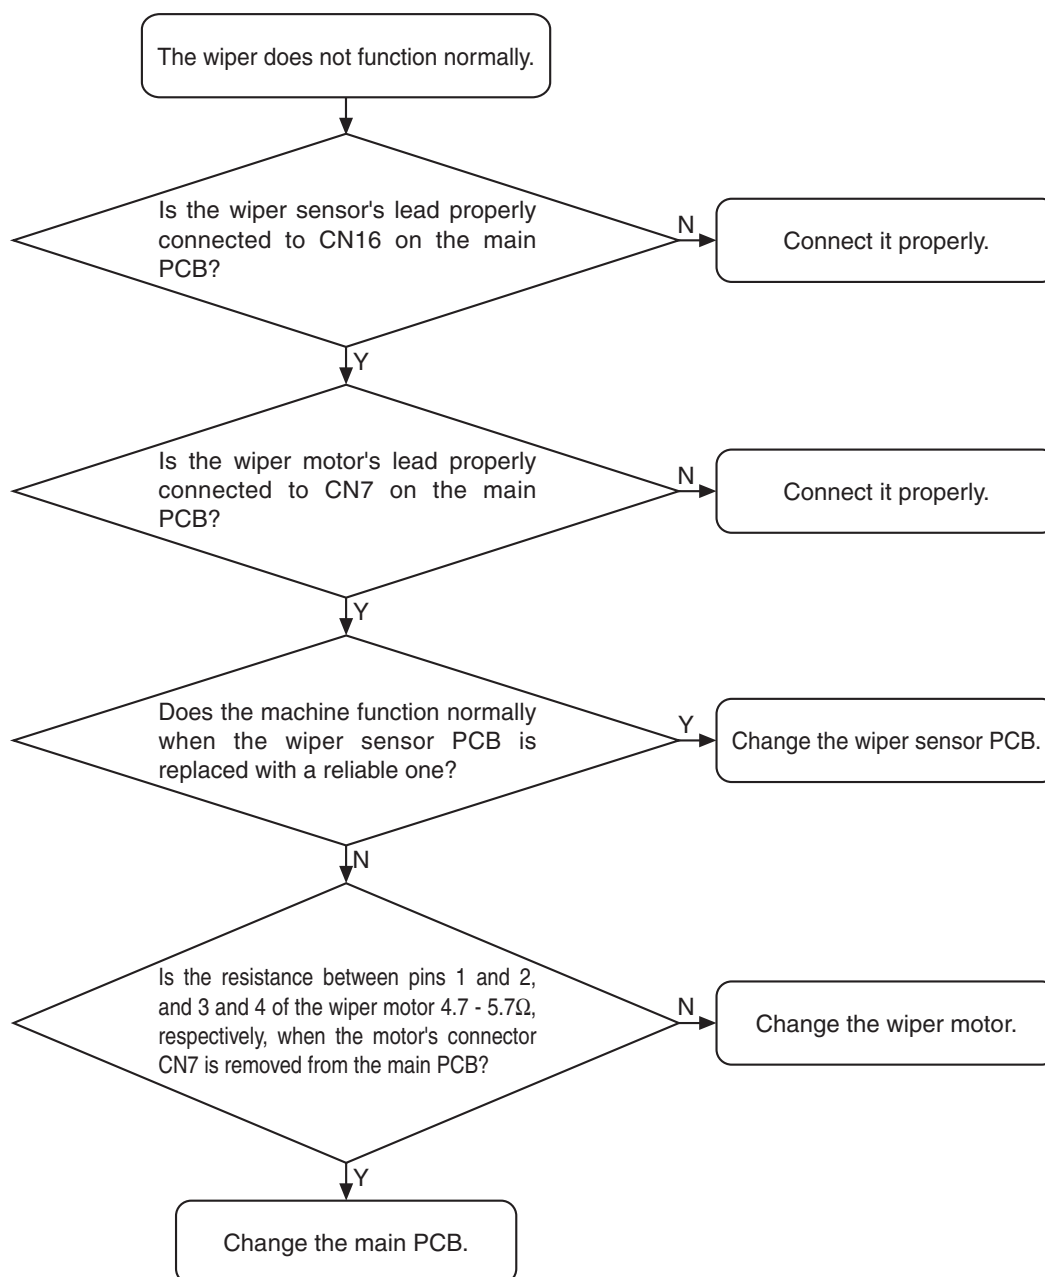 The wiper does not function normally.
Is the wiper sensor's lead properly
connected to CN16 on the main
PCB?
N
Connect it properly.
Y
Is the wiper motor's lead properly
connected to CN7 on the main
PCB?
N
Connect it properly.
Y
Does the machine function normally
when the wiper sensor PCB is
replaced with a reliable one?
Y
Change the wiper sensor PCB.
N
Is the resistance between pins 1 and 2,
and 3 and 4 of the wiper motor 4.7 - 5.7Ω,
respectively, when the motor's connector
CN7 is removed from the main PCB?
N
Change the wiper motor.
Y
Change the main PCB.